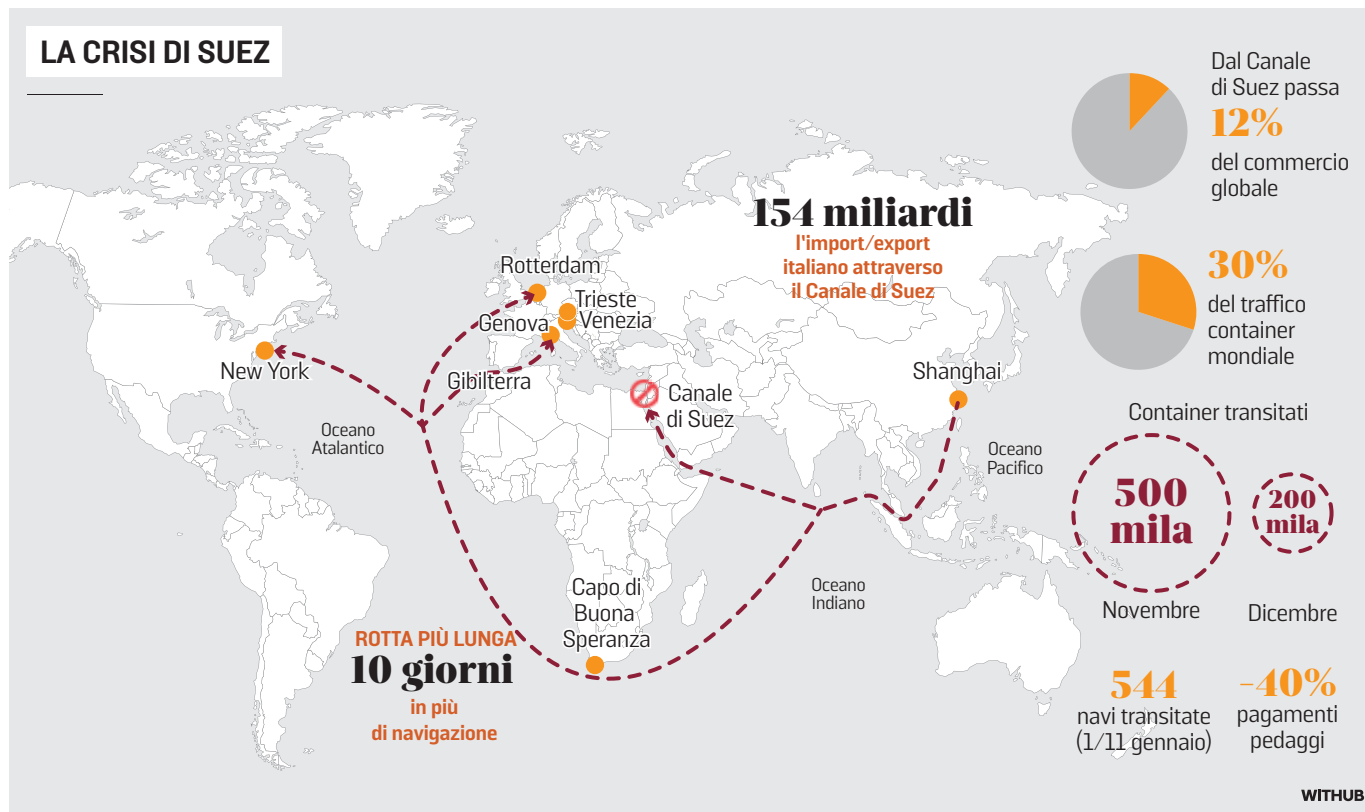 LA CRISI DI SUEZ
Dal Canale
di Suez passa
12%
del commercio
globale
154 miliardi
l'import/export
italiano attraverso
il Canale di Suez
30%
del traffico
container
mondiale
Rotterdam
Trieste
Venezia
Genova
New York
Gibilterra
Canale
di Suez
Shanghai
Oceano
Atalantico
Oceano
Pacifico
Container transitati
500
mila
200
mila
Novembre
Dicembre
Oceano
Indiano
Capo di
Buona
Speranza
ROTTA PIÙ LUNGA
10 giorni
in più
di navigazione
544
navi transitate
(1/11 gennaio)
-40%
pagamenti
pedaggi
WITHUB